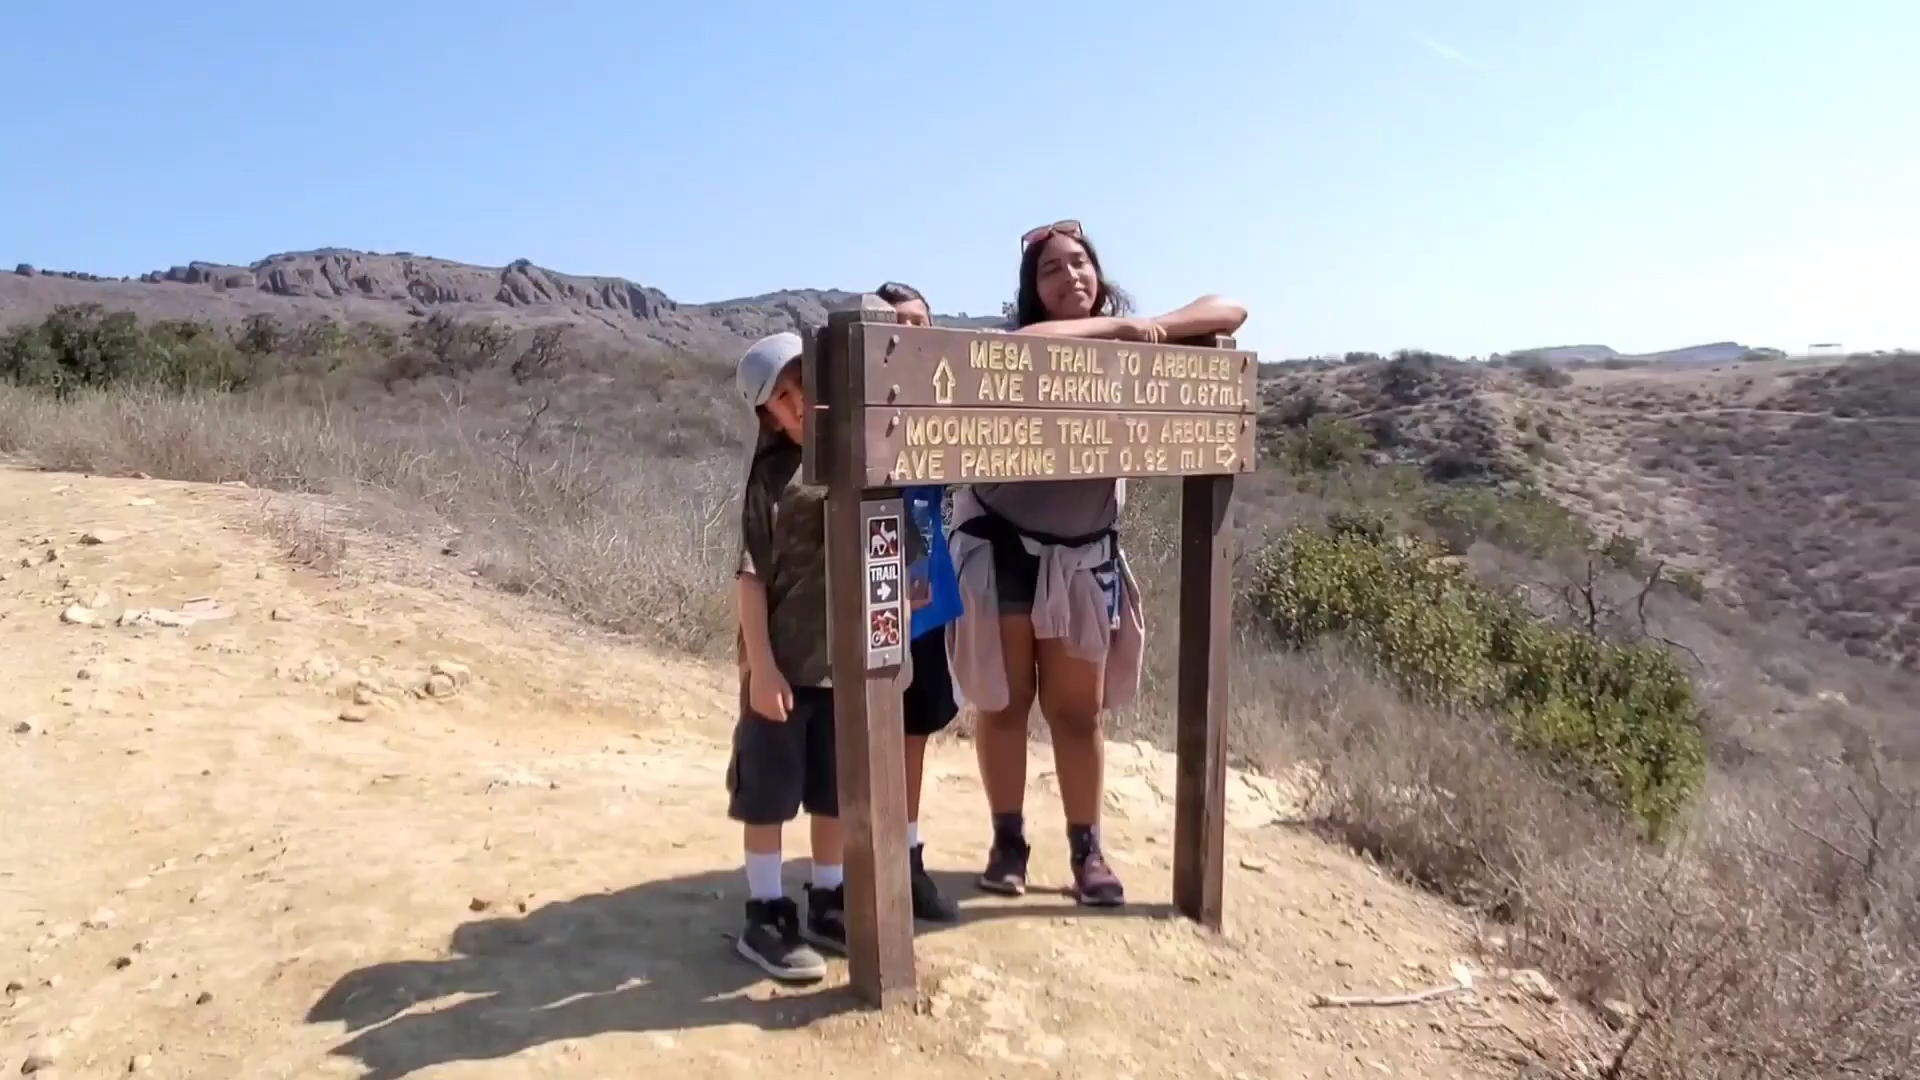 MESA TRAIL TO ARBOLES
AVE PARKING LOT 0.67mi
MOONRIDGE TRAIL TO ARBOLES
AVE PARKING LOT 0.92 mi
TRAIL